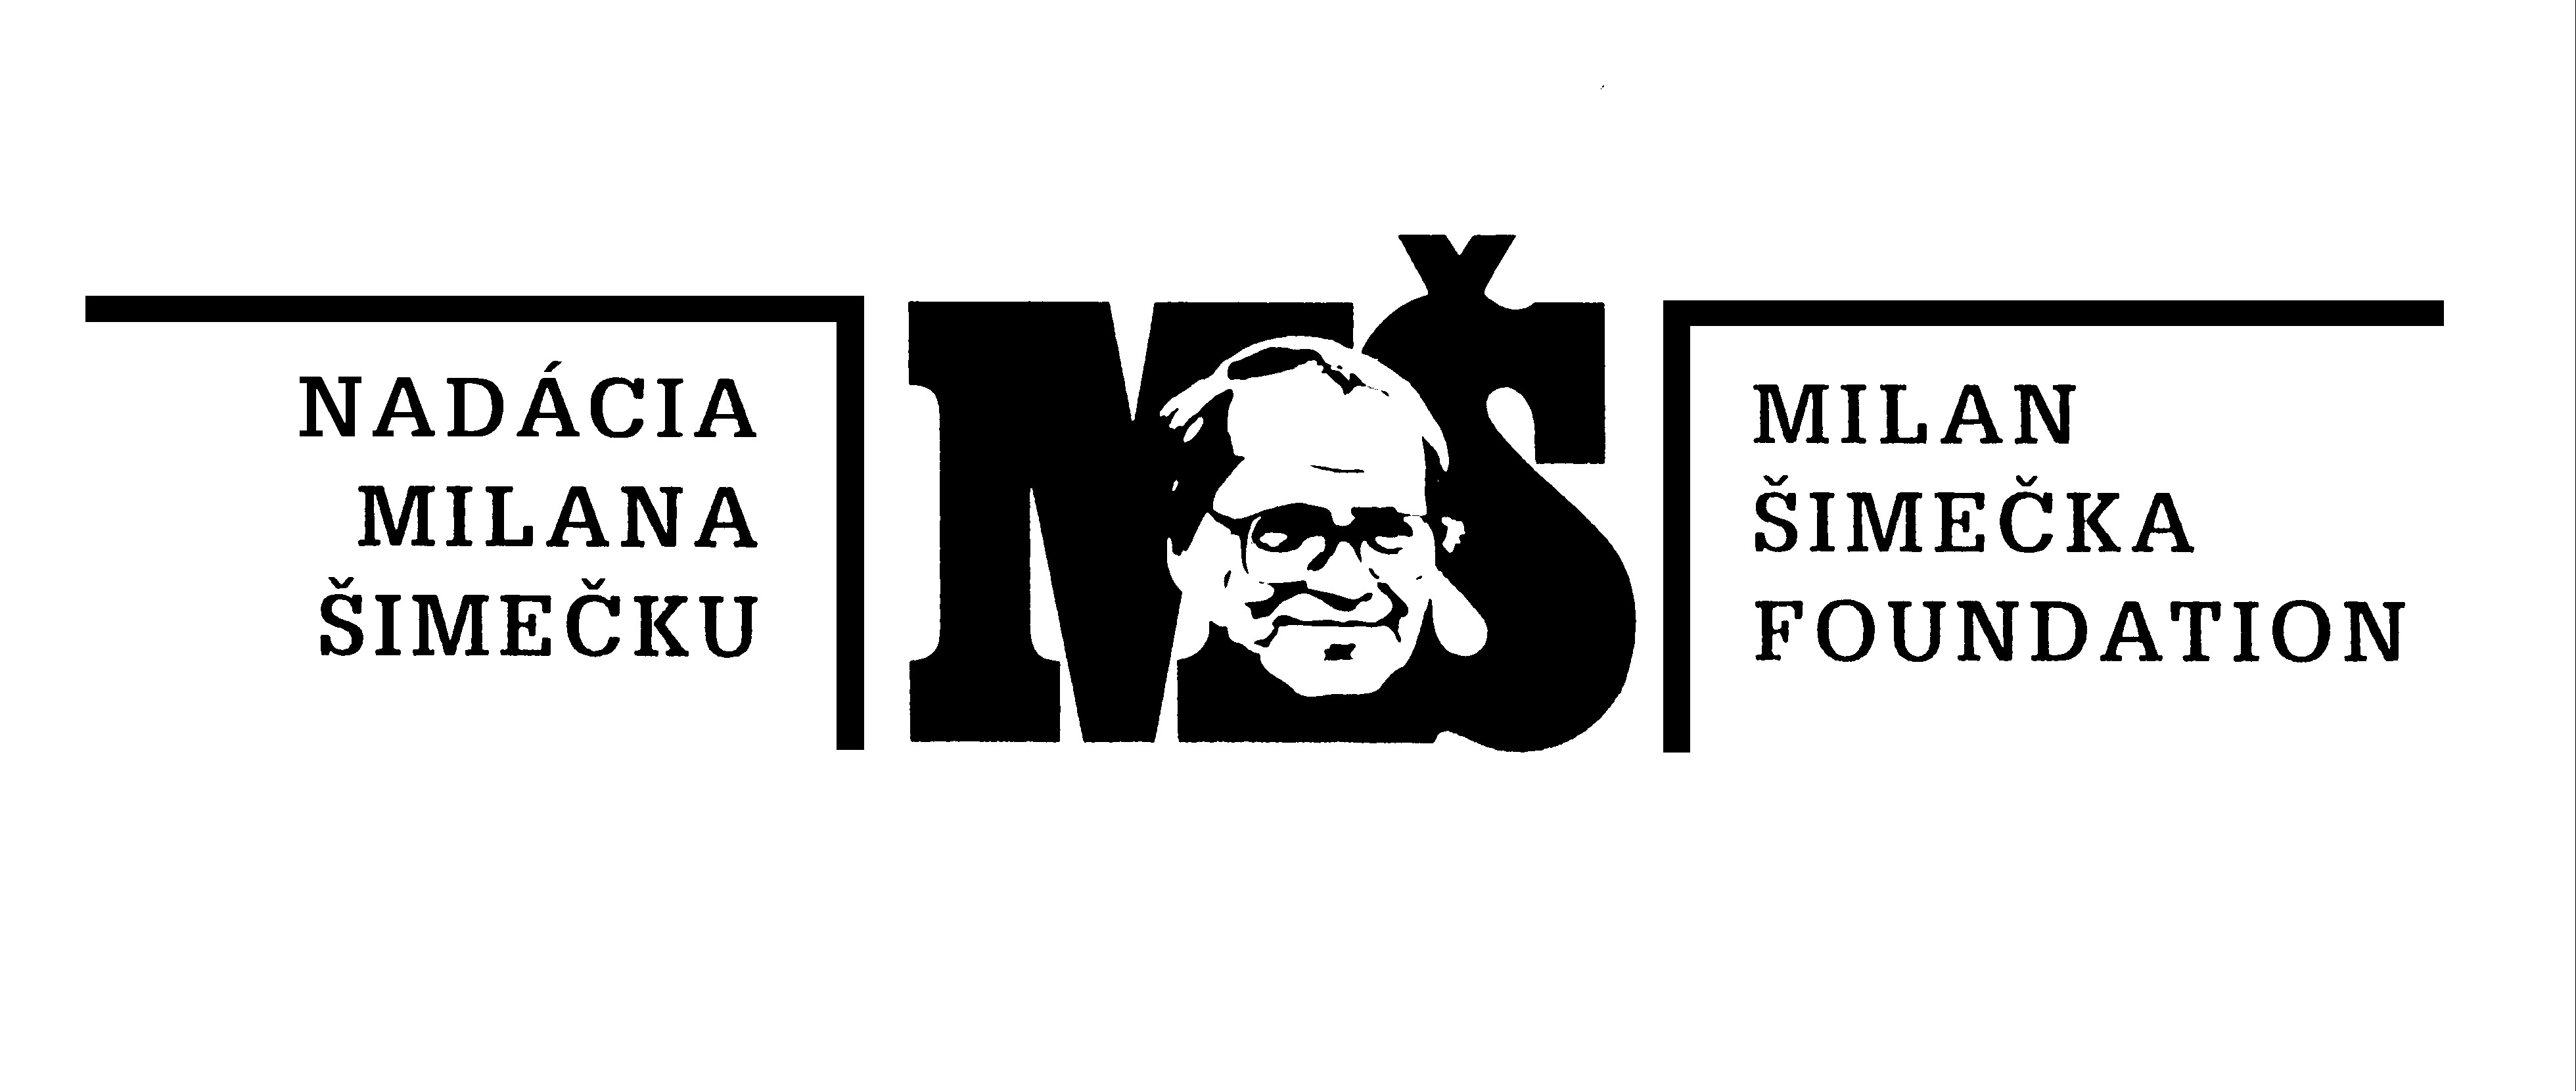 NADÁCIA
MILANA
ŠIMEČKU
MŠ
MILAN
ŠIMEČKA
FOUNDATION